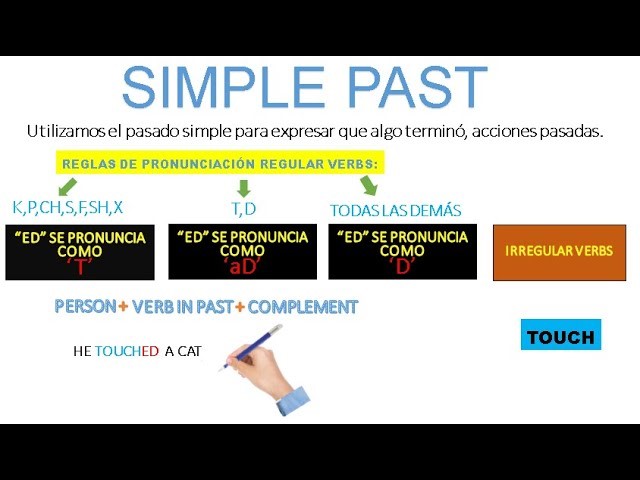 SIMPLE PAST
Utilizamos el pasado simple para expresar que algo terminó, acciones pasadas.
REGLAS DE PRONUNCIACIÓN REGULAR VERBS:
K,P,CH,S,F,SH,X
"ED" SE PRONUNCIA
COMO
'T'
T,D
"ED" SE PRONUNCIA
COMO
'aD'
TODAS LAS DEMÁS
"ED" SE PRONUNCIA
COMO
'D'
IRREGULAR VERBS
PERSON + VERB IN PAST + COMPLEMENT
TOUCH
HE TOUCHED A CAT